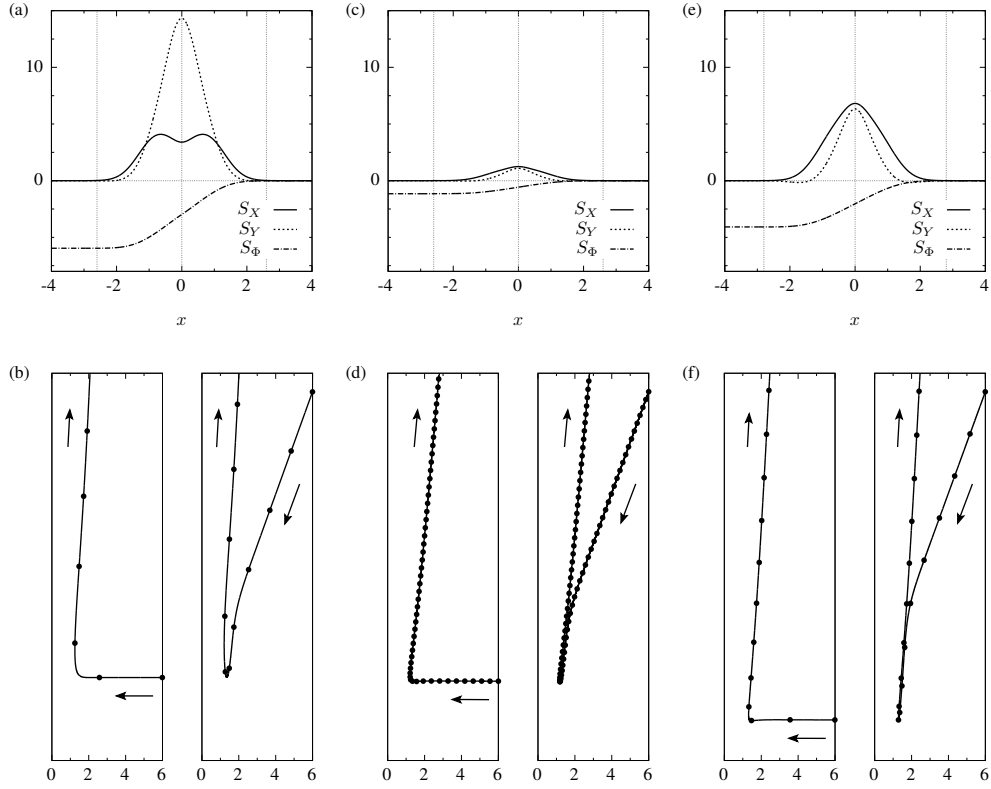 (a) (c) (e)
10 10 10
0 0 0
S_X S_X S_X
S_Y S_Y S_Y
S_Φ S_Φ S_Φ
-4 -2 0 2 4 -4 -2 0 2 4 -4 -2 0 2 4
x x x
(b) (d) (f)
0 2 4 6 0 2 4 6 0 2 4 6 0 2 4 6 0 2 4 6 0 2 4 6